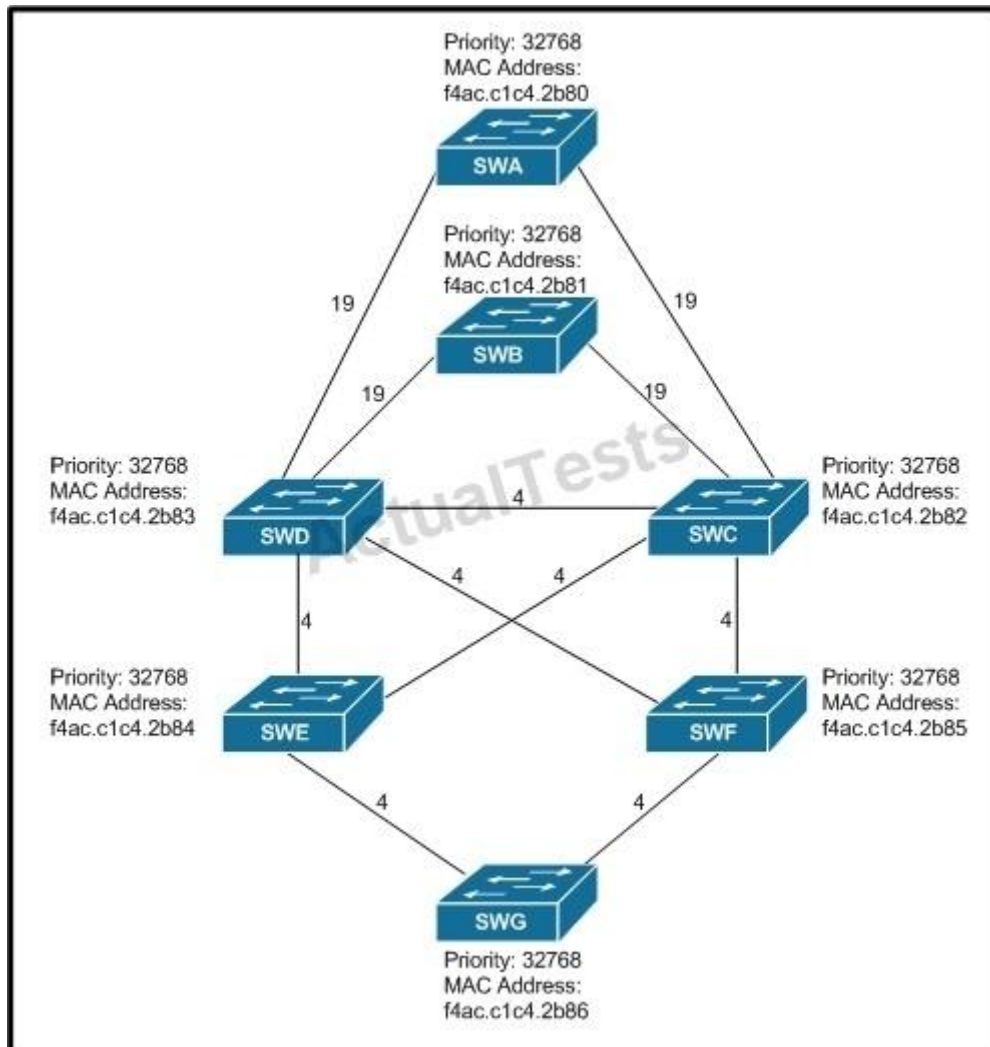 Priority: 32768
MAC Address:
f4ac.c1c4.2b80
SWA
Priority: 32768
MAC Address:
f4ac.c1c4.2b81
19
19
SWB
19
19
ActualTests
Priority: 32768
MAC Address:
f4ac.c1c4.2b83
SWD
4
Priority: 32768
MAC Address:
f4ac.c1c4.2b82
SWC
4
4
4
4
Priority: 32768
MAC Address:
f4ac.c1c4.2b84
SWE
Priority: 32768
MAC Address:
f4ac.c1c4.2b85
SWF
4
4
SWG
Priority: 32768
MAC Address:
f4ac.c1c4.2b86